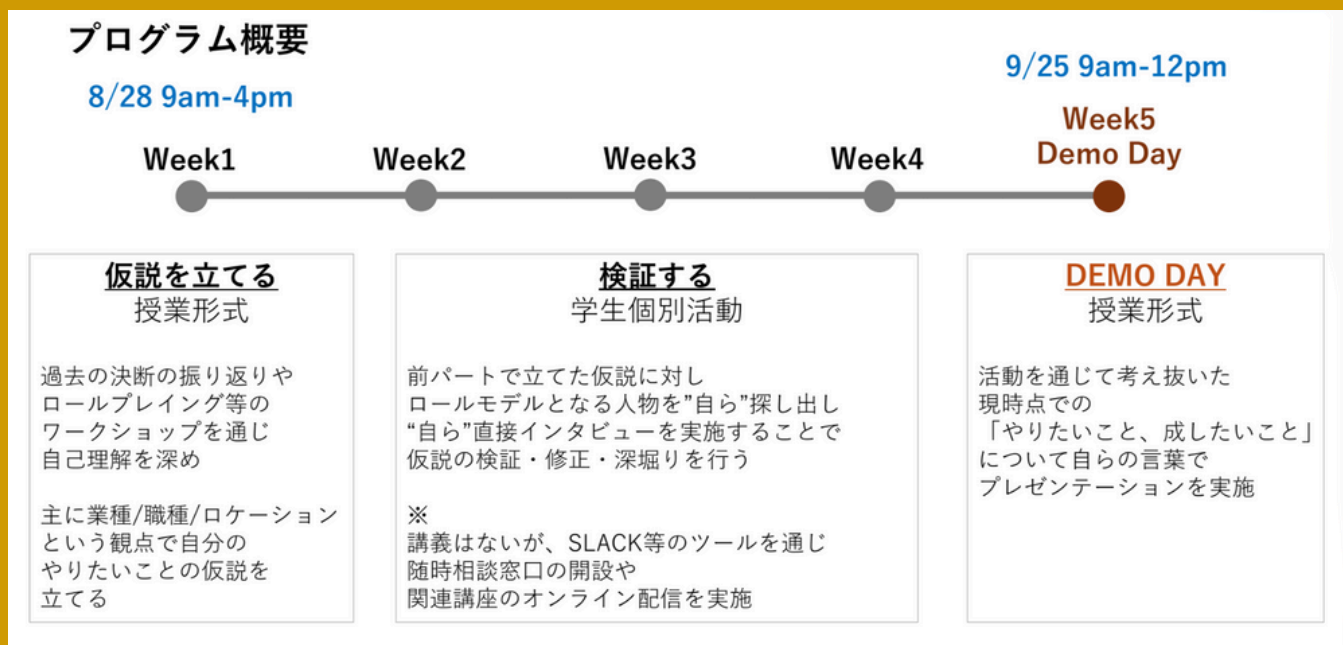 プログラム概要
8/28 9am-4pm
9/25 9am-12pm
Week1
Week2
Week3
Week4
Week5
Demo Day
仮説を立てる
授業形式
過去の決断の振り返りや
ロールプレイング等の
ワークショップを通じ
自己理解を深め
主に業種/職種/ロケーション
という観点で自分の
やりたいことの仮説を
立てる
検証する
学生個別活動
前パートで立てた仮説に対し
ロールモデルとなる人物を”自ら”探し出し
“自ら”直接インタビューを実施することで
仮説の検証・修正・深堀りを行う
※
講義はないが、SLACK等のツールを通じ
随時相談窓口の開設や
関連講座のオンライン配信を実施
DEMO DAY
授業形式
活動を通じて考え抜いた
現時点での
「やりたいこと、成したいこと」
について自らの言葉で
プレゼンテーションを実施